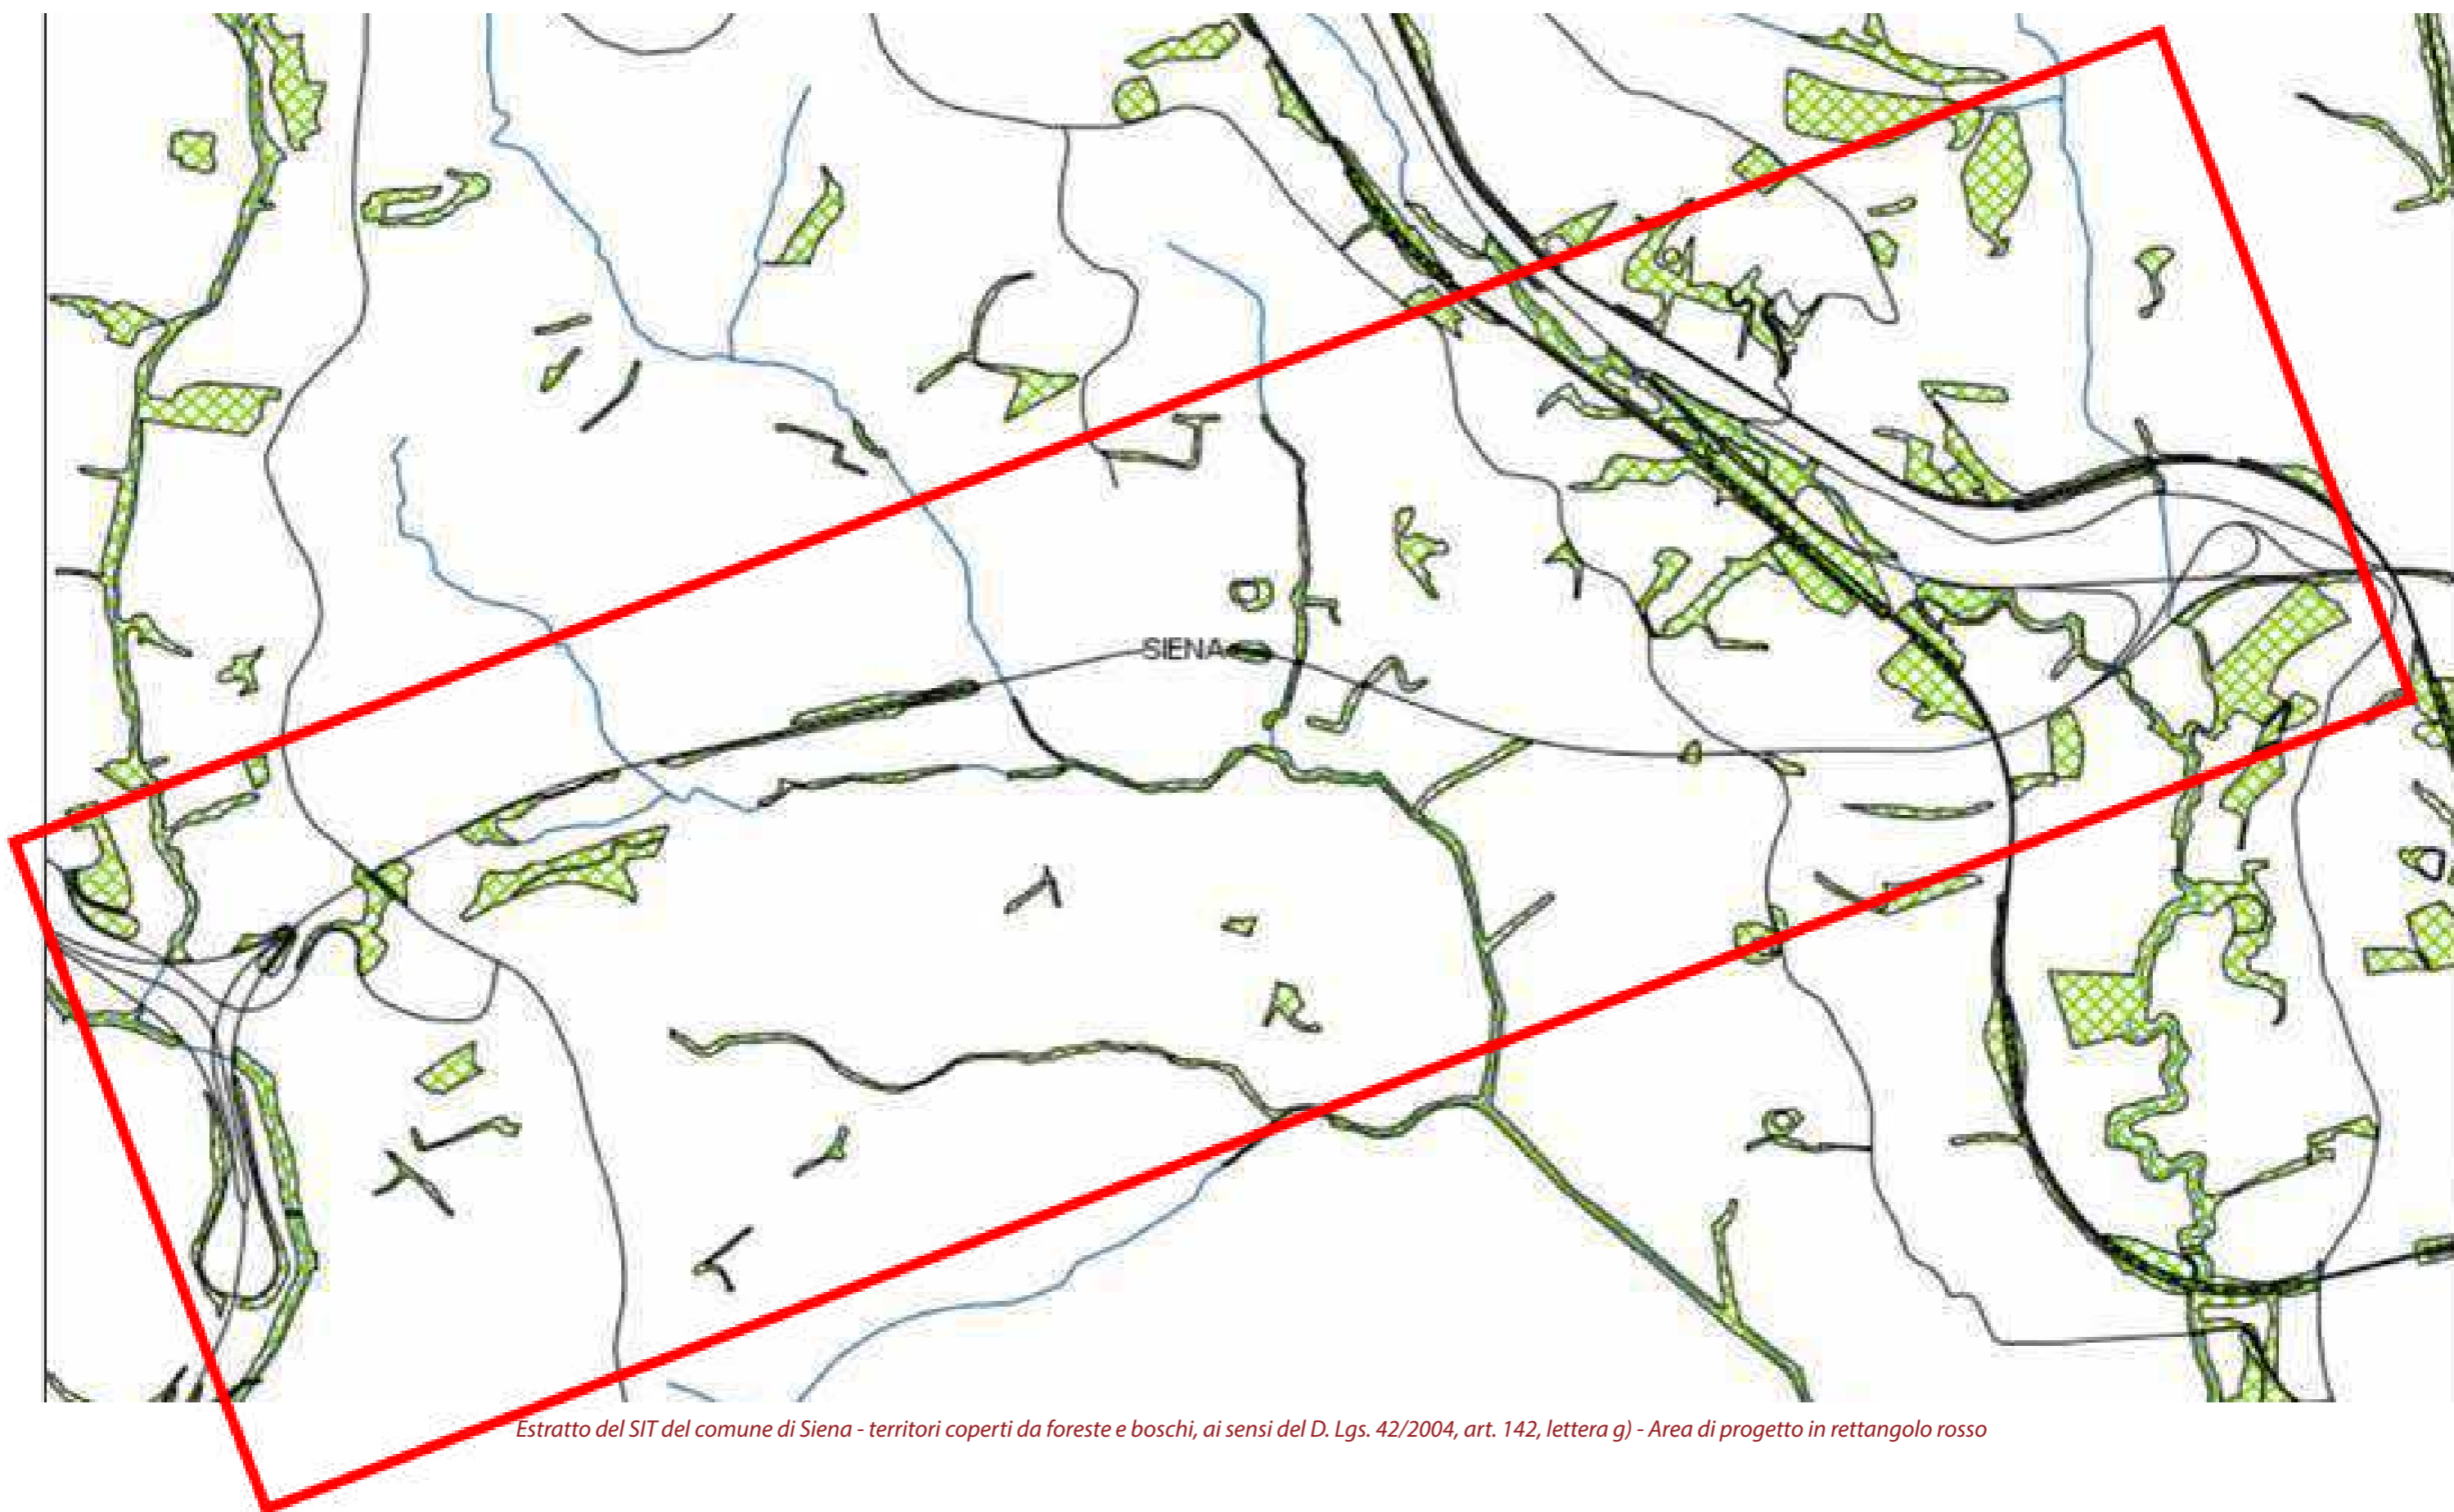 SIENA
Estratto del SIT del comune di Siena - territori coperti da foreste e boschi, ai sensi del D. Lgs. 42/2004, art. 142, lettera g) - Area di progetto in rettangolo rosso